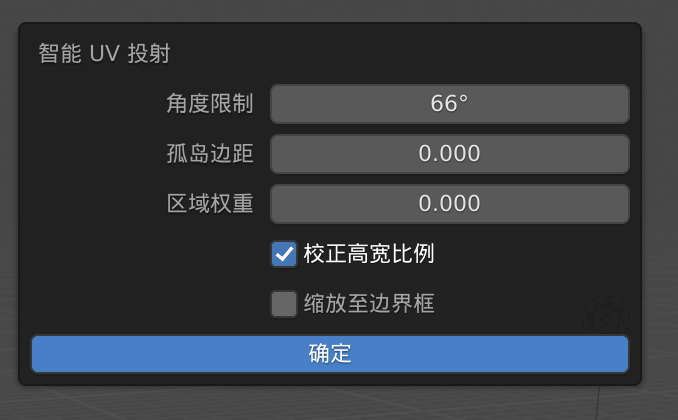 智能 UV 投射
角度限制 66°
孤岛边距 0.000
区域权重 0.000
校正高宽比例
缩放至边界框
确定